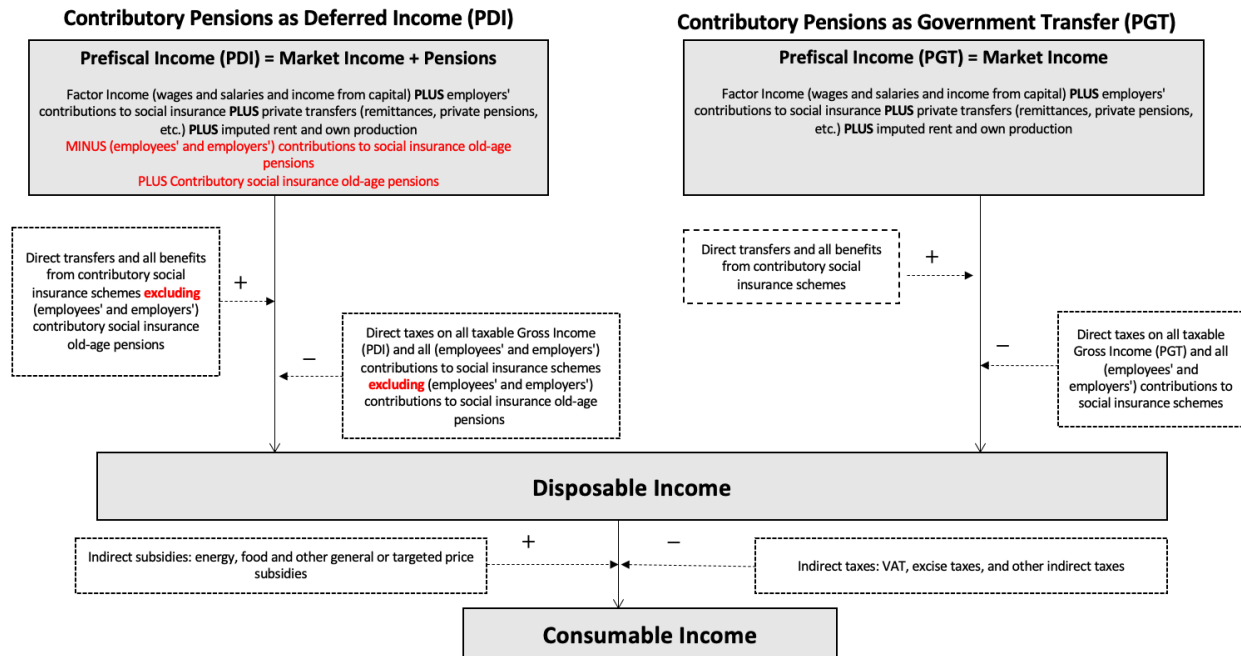 Contributory Pensions as Deferred Income (PDI)
Prefiscal Income (PDI) = Market Income + Pensions
Factor Income (wages and salaries and income from capital) PLUS employers'
contributions to social insurance PLUS private transfers (remittances, private pensions,
etc.) PLUS imputed rent and own production
MINUS (employees' and employers') contributions to social insurance old-age
pensions
PLUS Contributory social insurance old-age pensions
Contributory Pensions as Government Transfer (PGT)
Prefiscal Income (PGT) = Market Income
Factor Income (wages and salaries and income from capital) PLUS employers'
contributions to social insurance PLUS private transfers (remittances, private pensions,
etc.) PLUS imputed rent and own production
Direct transfers and all benefits
from contributory social
insurance schemes excluding
(employees' and employers')
contributory social insurance
old-age pensions
+
Direct taxes on all taxable Gross Income
(PDI) and all (employees' and employers')
contributions to social insurance schemes
excluding (employees' and employers')
contributions to social insurance old-age
pensions
−
Direct transfers and all benefits
from contributory social
insurance schemes
+
Direct taxes on all taxable
Gross Income (PGT) and all
(employees' and
employers') contributions to
social insurance schemes
−
Disposable Income
Indirect subsidies: energy, food and other general or targeted price
subsidies
+
−
Indirect taxes: VAT, excise taxes, and other indirect taxes
Consumable Income